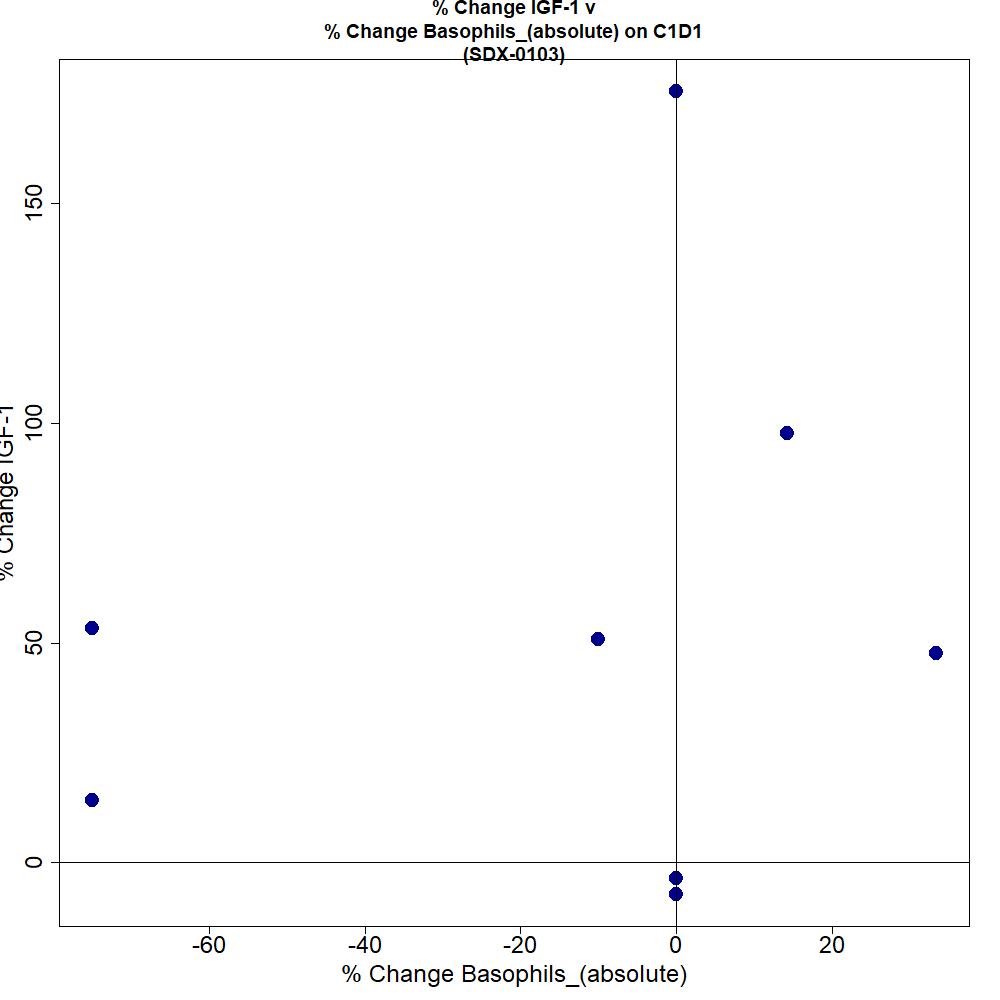 % Change IGF-1 v
% Change Basophils_(absolute) on C1D1
(SDX-0103)
% Change IGF-1
150
100
50
0
-60
-40
-20
0
20
% Change Basophils_(absolute)